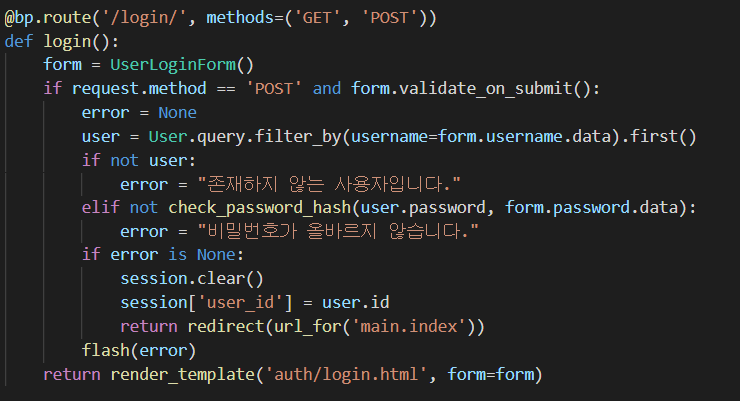 @bp.route('/login/', methods=('GET', 'POST'))
def login():
    form = UserLoginForm()
    if request.method == 'POST' and form.validate_on_submit():
        error = None
        user = User.query.filter_by(username=form.username.data).first()
        if not user:
            error = "존재하지 않는 사용자입니다."
        elif not check_password_hash(user.password, form.password.data):
            error = "비밀번호가 올바르지 않습니다."
        if error is None:
            session.clear()
            session['user_id'] = user.id
            return redirect(url_for('main.index'))
        flash(error)
    return render_template('auth/login.html', form=form)